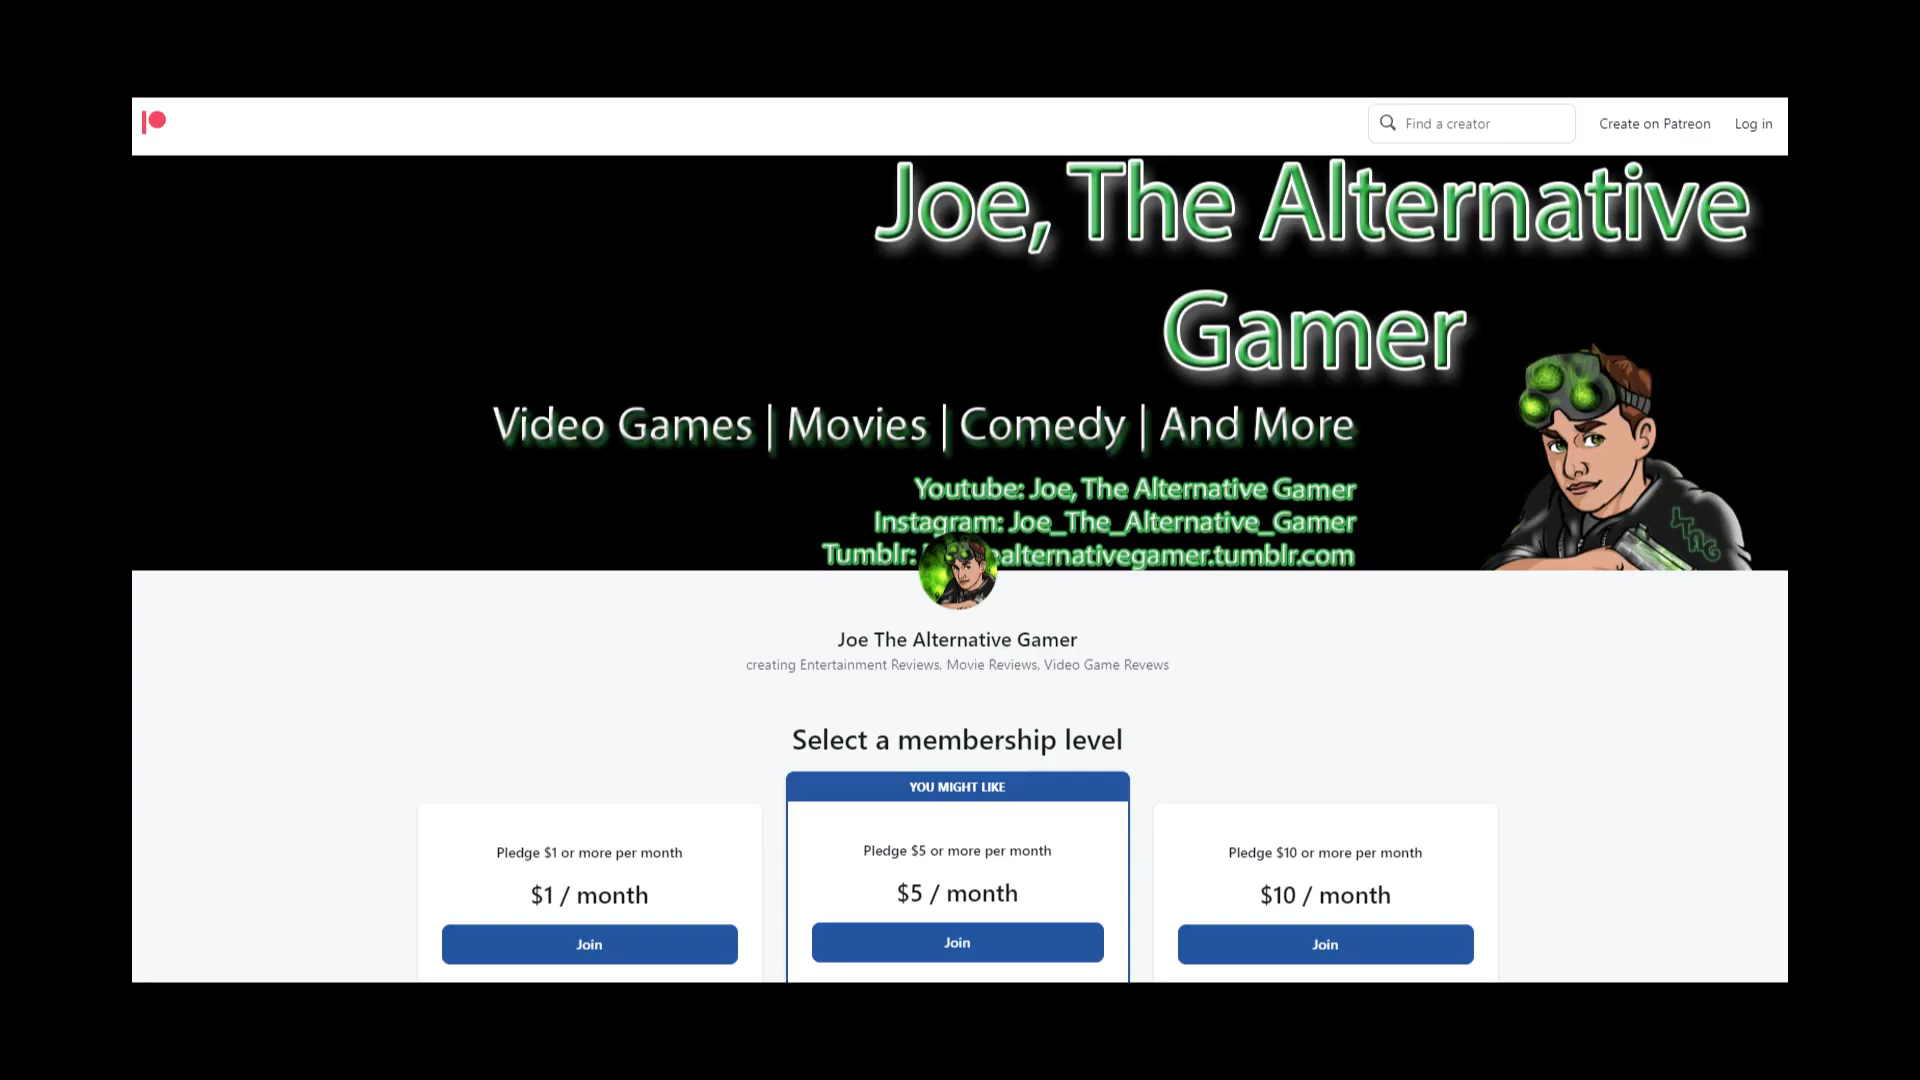 Find a creator
Create on Patreon
Log in
Joe, The Alternative
Gamer
Video Games | Movies | Comedy | And More
Youtube: Joe, The Alternative Gamer
Instagram: Joe_The_Alternative_Gamer
Tumblr: ealternativegamer.tumblr.com
JTAG
Joe The Alternative Gamer
creating Entertainment Reviews, Movie Reviews, Video Game Revews
Select a membership level
YOU MIGHT LIKE
Pledge $1 or more per month
$1 / month
Join
Pledge $5 or more per month
$5 / month
Join
Pledge $10 or more per month
$10 / month
Join